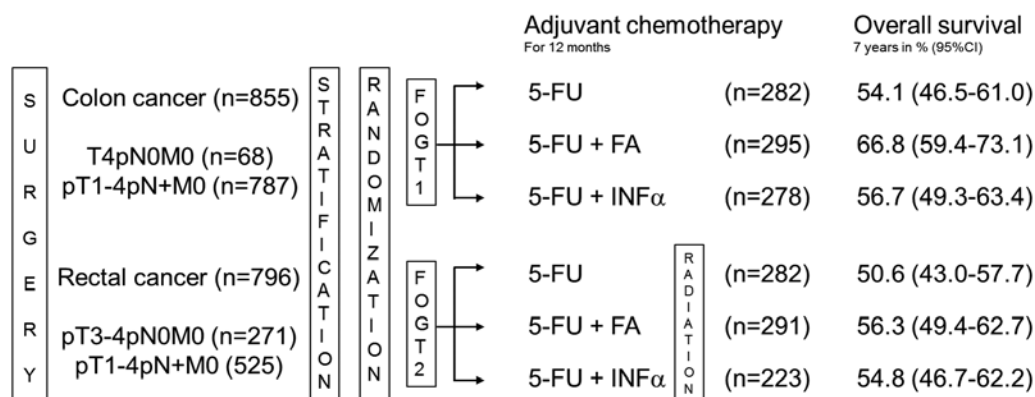 Adjuvant chemotherapy
For 12 months
Overall survival
7 years in % (95%CI)
SURGERY
Colon cancer (n=855)
T4pN0M0 (n=68)
pT1-4pN+M0 (n=787)
Rectal cancer (n=796)
pT3-4pN0M0 (n=271)
pT1-4pN+M0 (525)
STRATIFICATION
RANDOMIZATION
FOGT1
5-FU (n=282) 54.1 (46.5-61.0)
5-FU + FA (n=295) 66.8 (59.4-73.1)
5-FU + INFα (n=278) 56.7 (49.3-63.4)
FOGT2
RADIATION
5-FU (n=282) 50.6 (43.0-57.7)
5-FU + FA (n=291) 56.3 (49.4-62.7)
5-FU + INFα (n=223) 54.8 (46.7-62.2)